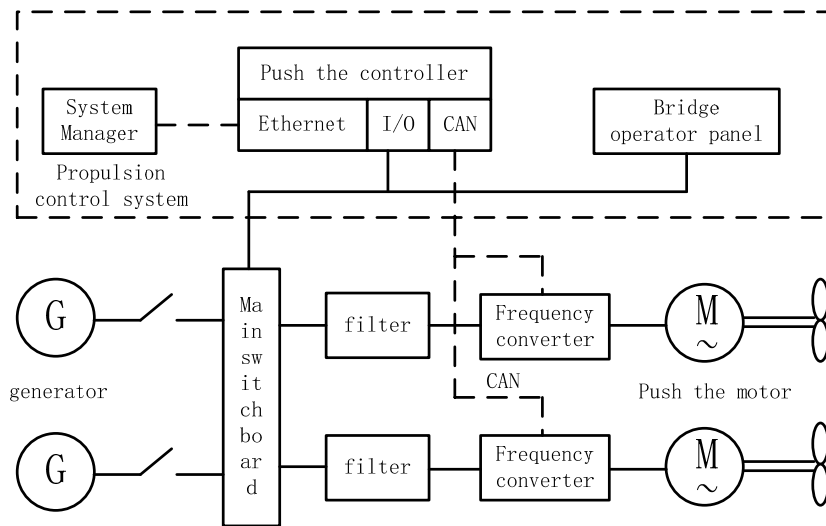 Push the controller
Ethernet
I/O
CAN
System
Manager
Bridge
operator panel
Propulsion
control system
G
Ma
in
sw
it
ch
bo
ar
d
filter
Frequency
converter
M
~
generator
CAN
Push the motor
G
filter
Frequency
converter
M
~